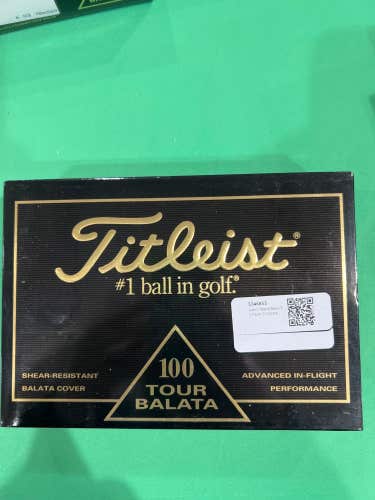 Titleist®
#1 ball in golf.®
SHEAR-RESISTANT
BALATA COVER
100
TOUR
BALATA
ADVANCED IN-FLIGHT
PERFORMANCE